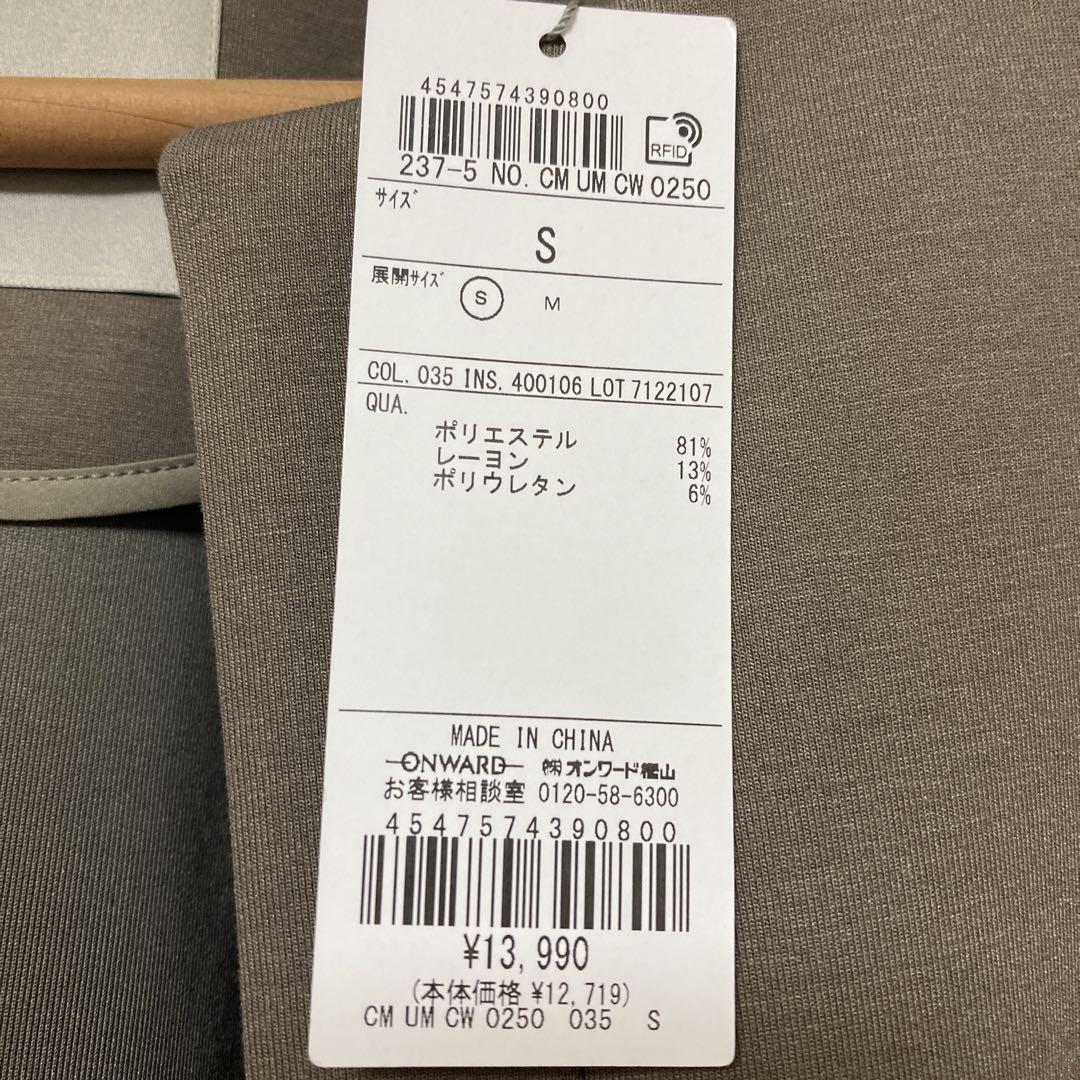 4547574390800
RFID
237-5 NO. CM UM CW 0250
サイズ
S
展開サイズ
S M
COL. 035 INS. 400106 LOT 7122107
QUA.
ポリエステル 81%
レーヨン 13%
ポリウレタン 6%
MADE IN CHINA
ONWARD ㈱オンワード樫山
お客様相談室 0120-58-6300
4547574390800
¥13,990
(本体価格 ¥12,719)
CM UM CW 0250 035 S